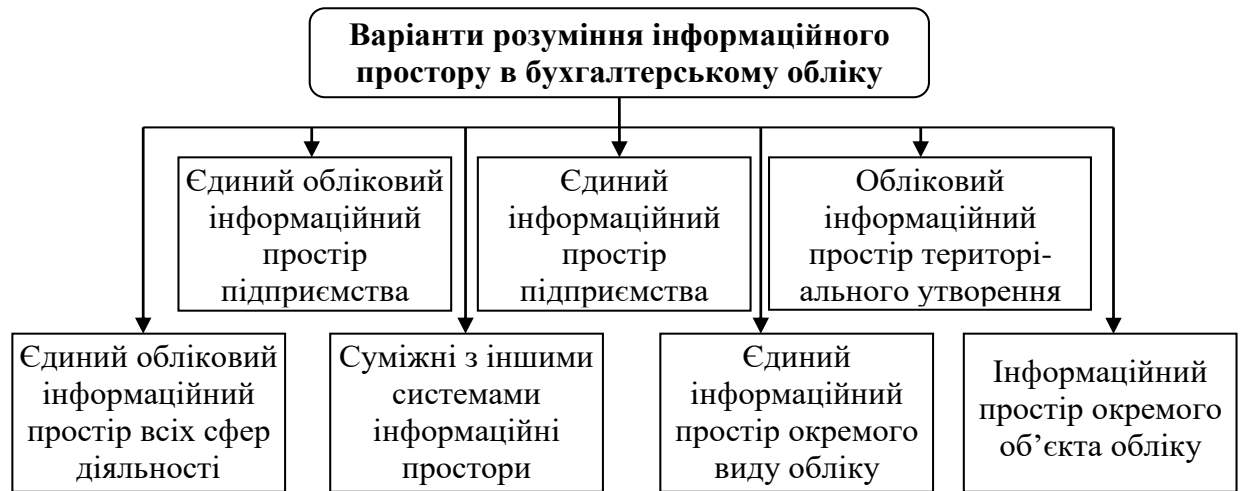 Варіанти розуміння інформаційного
простору в бухгалтерському обліку
Єдиний обліковий
інформаційний
простір
підприємства
Єдиний
інформаційний
простір
підприємства
Обліковий
інформаційний
простір територі-
ального утворення
Єдиний обліковий
інформаційний
простір всіх сфер
діяльності
Суміжні з іншими
системами
інформаційні
простори
Єдиний
інформаційний
простір окремого
виду обліку
Інформаційний
простір окремого
об’єкта обліку